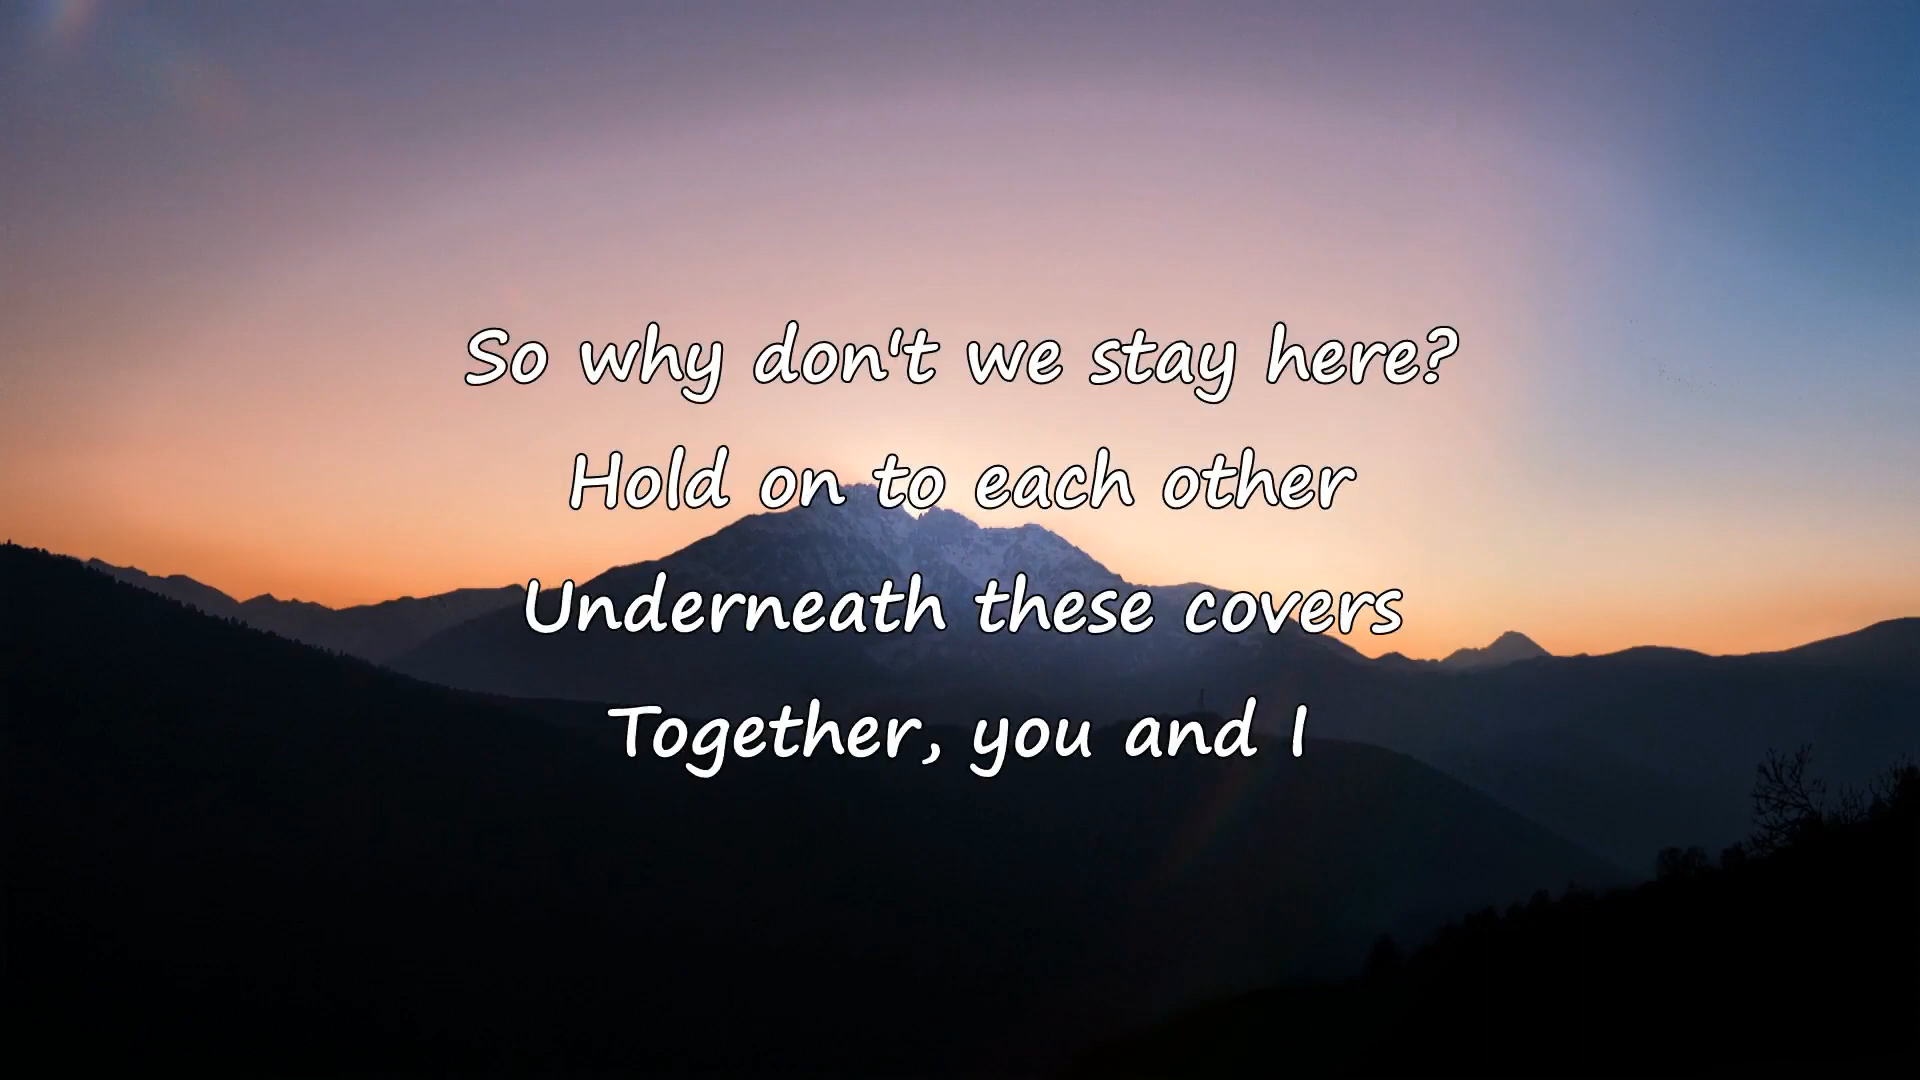 So why don't we stay here?
Hold on to each other
Underneath these covers
Together, you and I